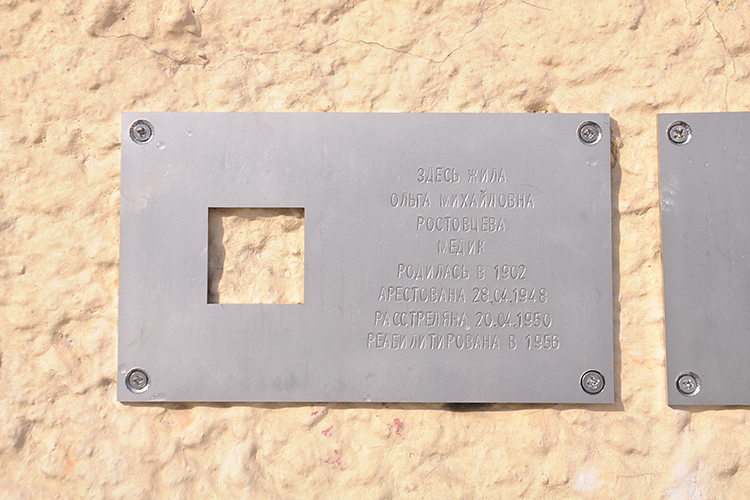 ЗДЕСЬ ЖИЛА
ОЛЬГА МИХАЙЛОВНА
РОСТОВЦЕВА
МЕДИК
РОДИЛАСЬ В 1902
АРЕСТОВАНА 28.04.1948
РАССТРЕЛЯНА 20.04.1950
РЕАБИЛИТИРОВАНА В 1956